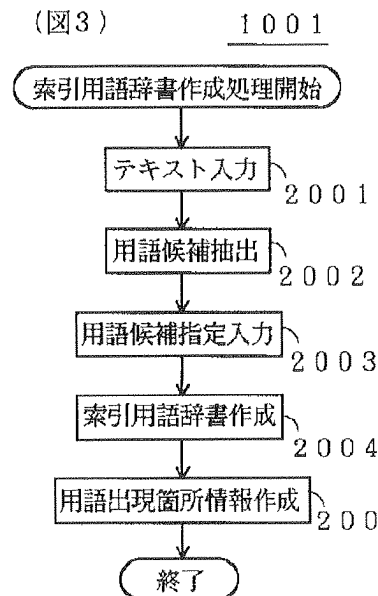 (図3) 1001
索引用語辞書作成処理開始
テキスト入力
2001
用語候補抽出
2002
用語候補指定入力
2003
索引用語辞書作成
2004
用語出現箇所情報作成
200
終了